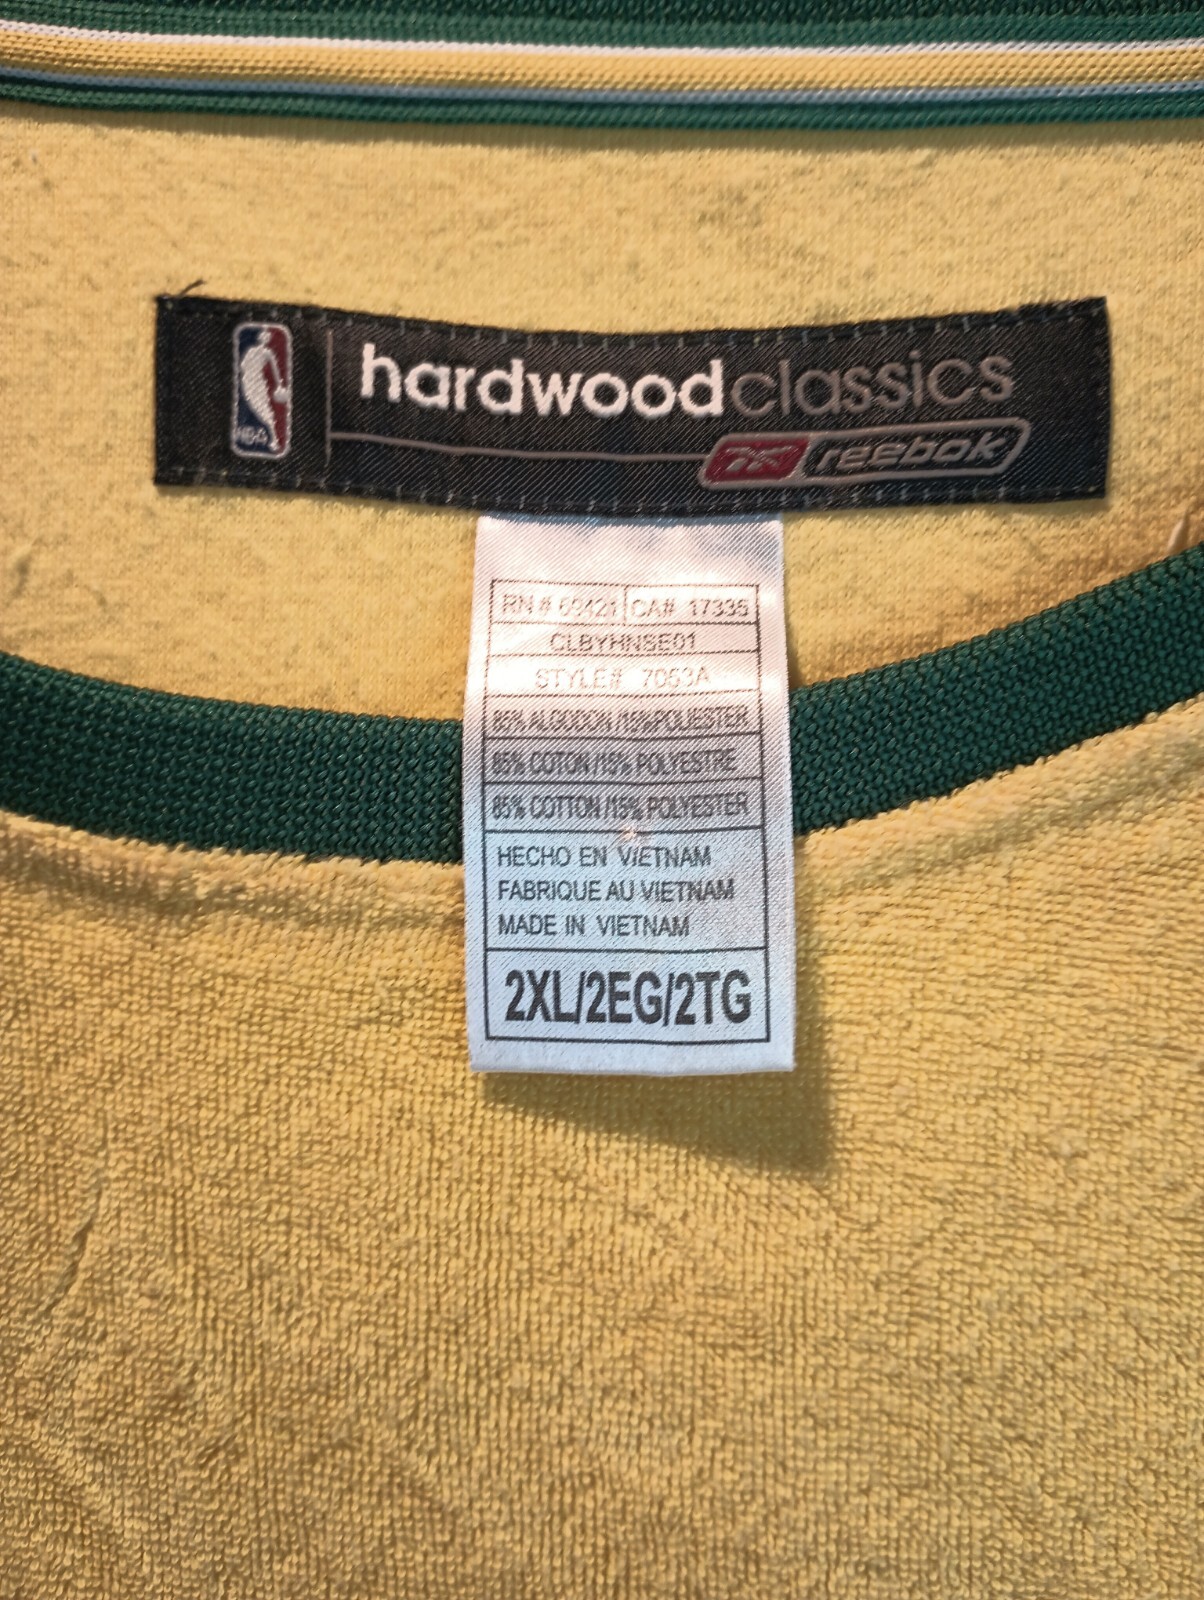 NBA
hardwoodclassics
reebok
RN # 69421 CA# 17335
CLBYHNSE01
STYLE# 7053A
85% ALGODON /15% POLIESTER
85% COTON /15% POLYESTRE
85% COTTON /15% POLYESTER
HECHO EN VIETNAM
FABRIQUE AU VIETNAM
MADE IN VIETNAM
2XL/2EG/2TG